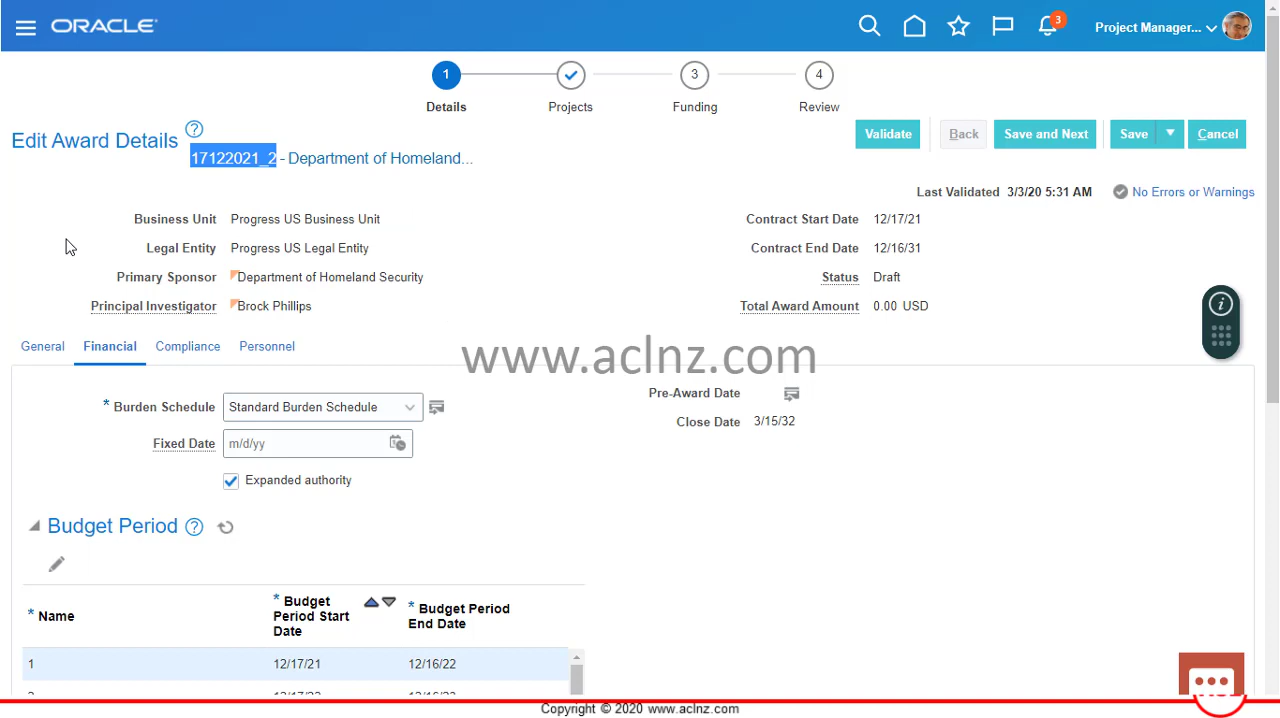 ORACLE
3
Project Manager...
1
3
4
Details
Projects
Funding
Review
Edit Award Details
?
17122021_2 - Department of Homeland...
Validate
Back
Save and Next
Save
Cancel
Last Validated 3/3/20 5:31 AM
No Errors or Warnings
Business Unit Progress US Business Unit
Contract Start Date 12/17/21
Legal Entity Progress US Legal Entity
Contract End Date 12/16/31
Primary Sponsor Department of Homeland Security
Status Draft
Principal Investigator Brock Phillips
Total Award Amount 0.00 USD
General
Financial
Compliance
Personnel
www.aclnz.com
* Burden Schedule Standard Burden Schedule
Pre-Award Date
Close Date 3/15/32
Fixed Date m/d/yy
Expanded authority
Budget Period ?
* Name
* Budget Period Start Date
* Budget Period End Date
1 12/17/21 12/16/22
Copyright © 2020 www.aclnz.com